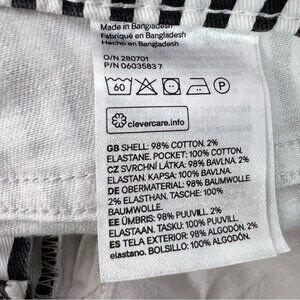 Made in Bangladesh
Fabriqué en Bangladesh
Hecho en Bangladesh
O/N 280701
P/N 06035837
60
P
clevercare.info
GB SHELL: 98% COTTON. 2%
ELASTANE. POCKET: 100% COTTON.
CZ SVRCHNÍ LÁTKA: 98% BAVLNA. 2%
ELASTAN. KAPSA: 100% BAVLNA.
DE OBERMATERIAL: 98% BAUMWOLLE.
2% ELASTHAN. TASCHE: 100%
BAUMWOLLE.
EE ÜMBRIS: 98% PUUVILL. 2%
ELASTAAN. TASKU: 100% PUUVILL.
ES TELA EXTERIOR: 98% ALGODÓN. 2%
elastano. BOLSILLO: 100% ALGODÓN.